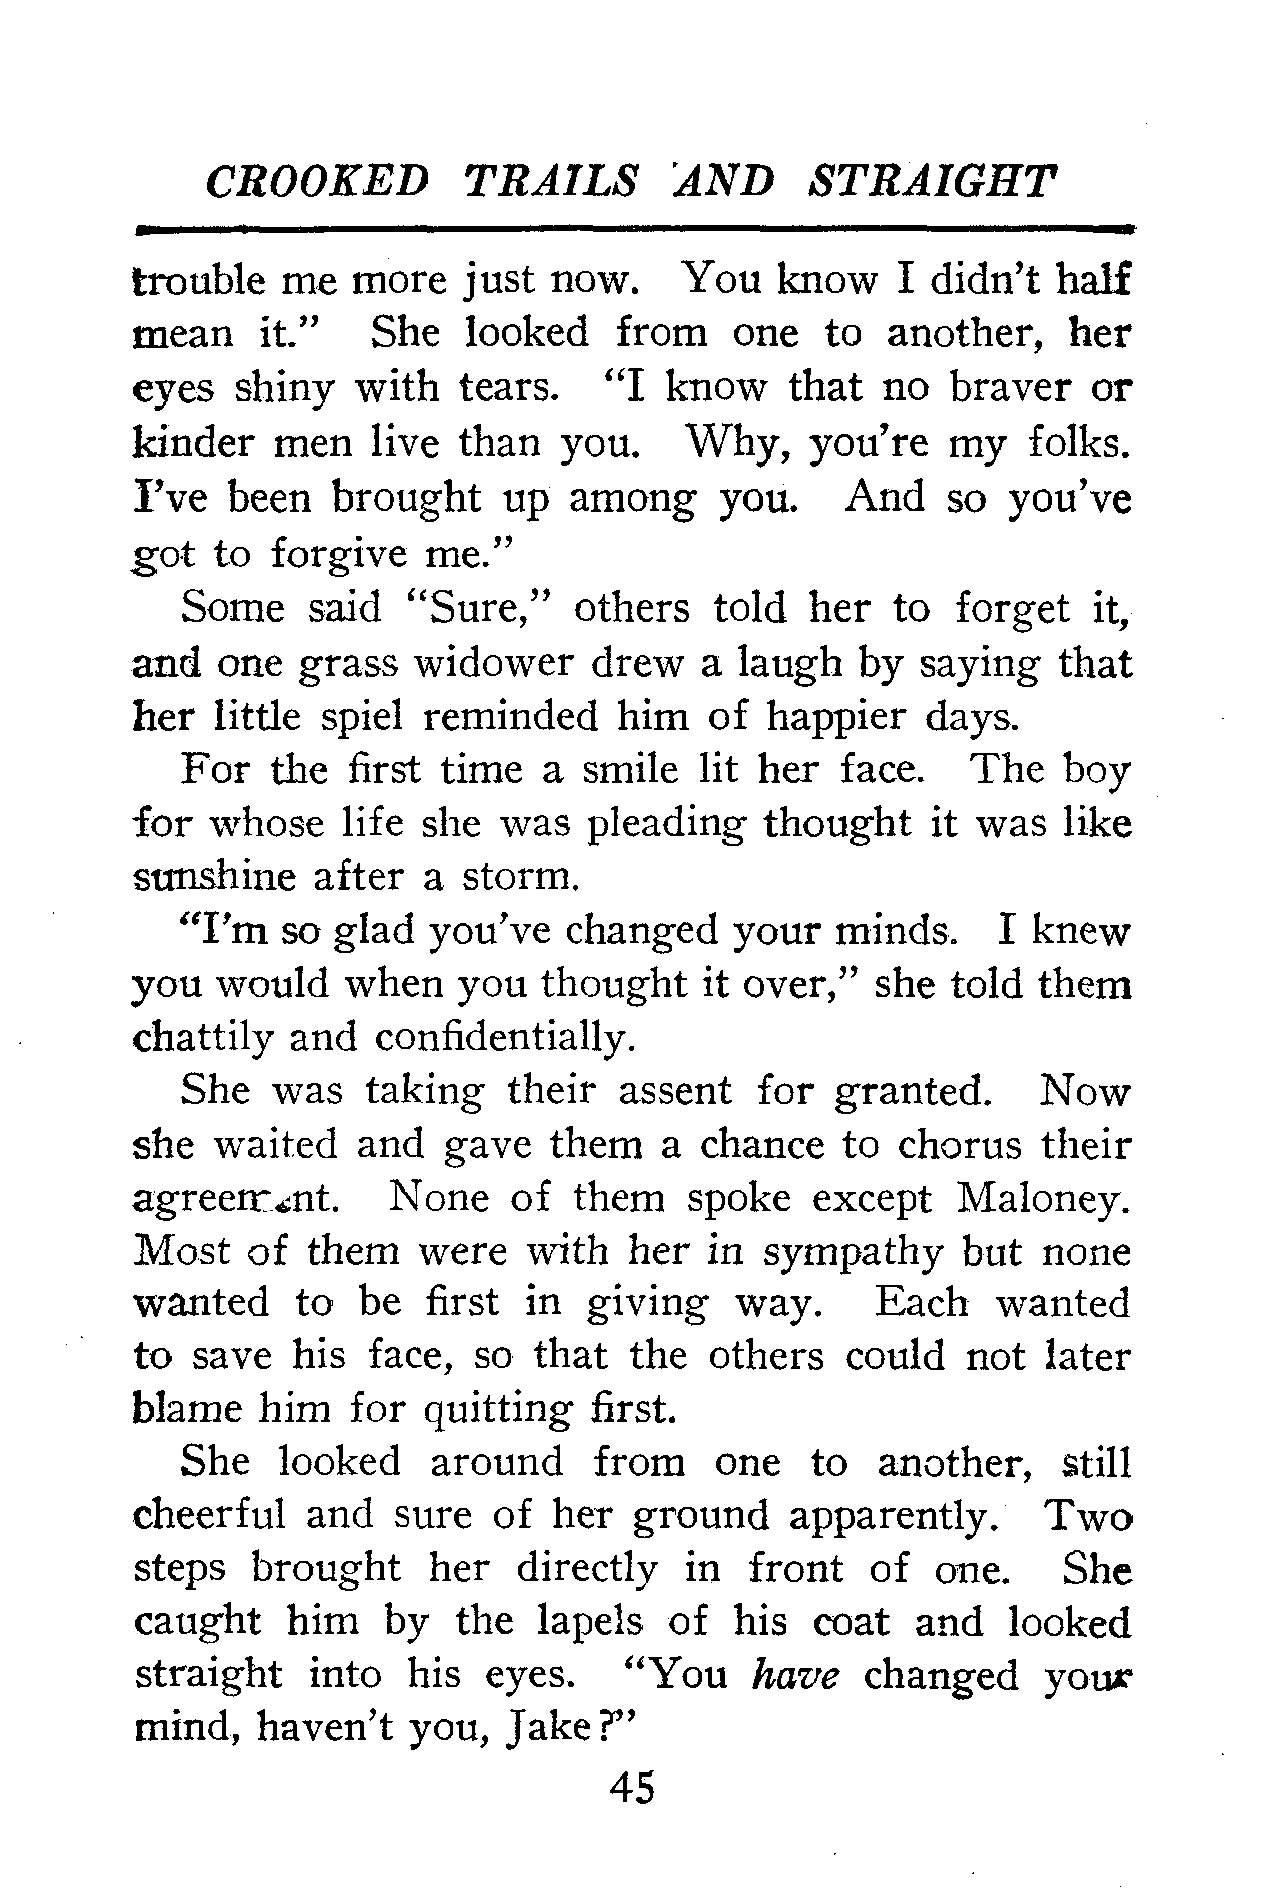 CROOKED TRAILS AND STRAIGHT
trouble me more just now. You know I didn't half
mean it." She looked from one to another, her
eyes shiny with tears. "I know that no braver or
kinder men live than you. Why, you're my folks.
I've been brought up among you. And so you've
got to forgive me."
Some said "Sure," others told her to forget it,
and one grass widower drew a laugh by saying that
her little spiel reminded him of happier days.
For the first time a smile lit her face. The boy
for whose life she was pleading thought it was like
sunshine after a storm.
"I'm so glad you've changed your minds. I knew
you would when you thought it over," she told them
chattily and confidentially.
She was taking their assent for granted. Now
she waited and gave them a chance to chorus their
agreement. None of them spoke except Maloney.
Most of them were with her in sympathy but none
wanted to be first in giving way. Each wanted
to save his face, so that the others could not later
blame him for quitting first.
She looked around from one to another, still
cheerful and sure of her ground apparently. Two
steps brought her directly in front of one. She
caught him by the lapels of his coat and looked
straight into his eyes. "You have changed your
mind, haven't you, Jake?"
45